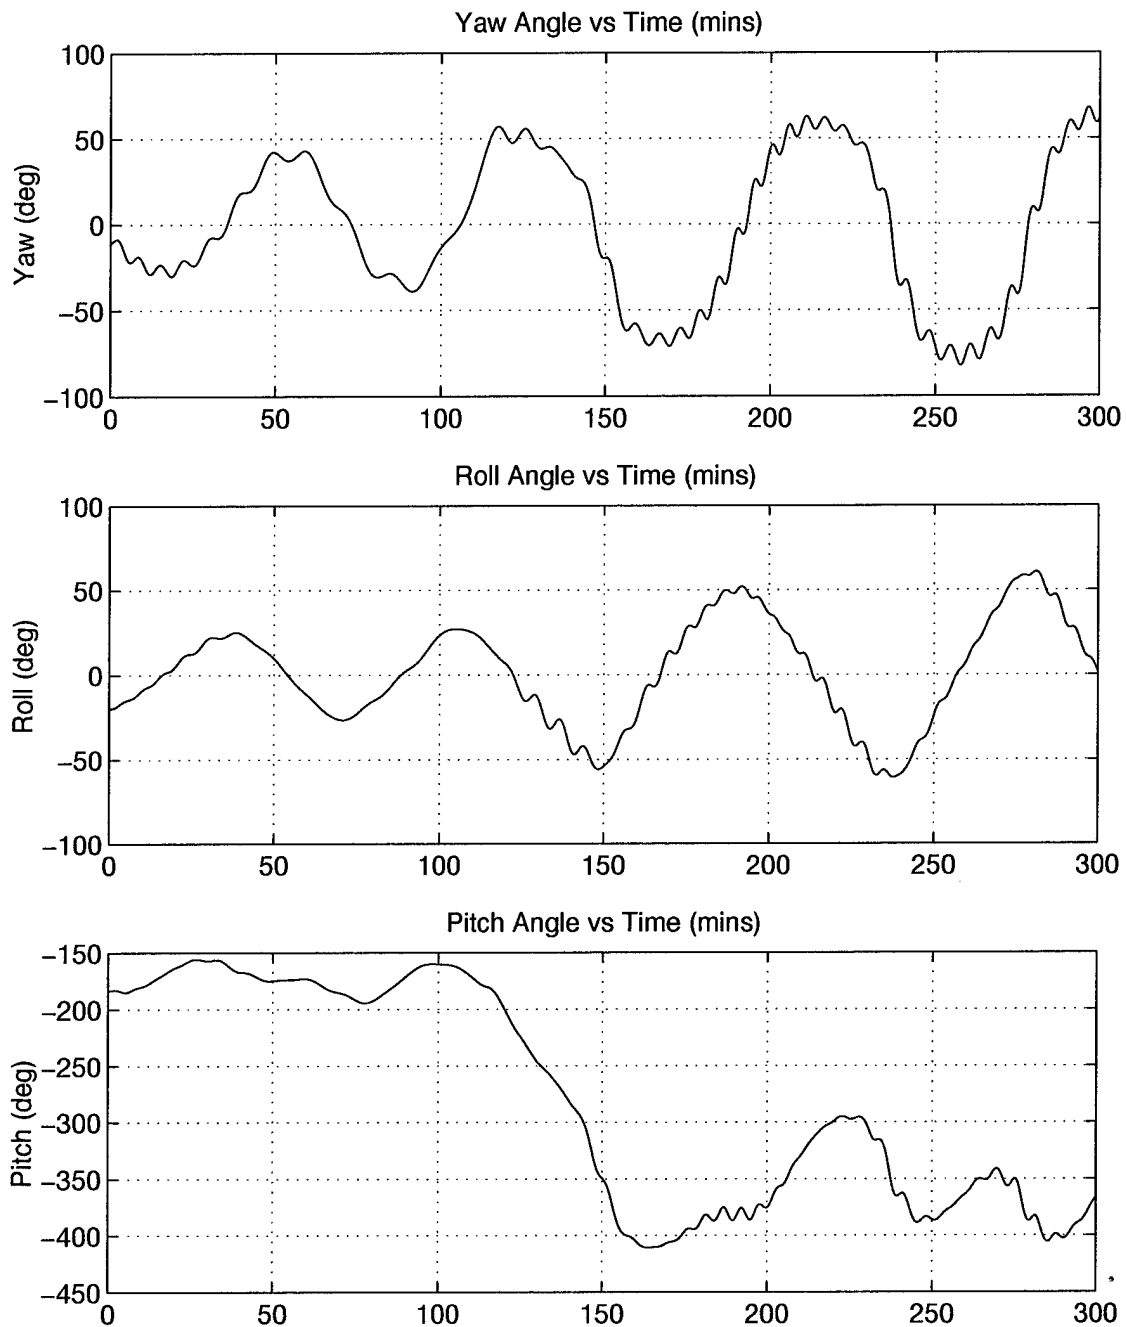 Yaw Angle vs Time (mins)
100
50
0
−50
−100
Yaw (deg)
0 50 100 150 200 250 300
Roll Angle vs Time (mins)
100
50
0
−50
−100
Roll (deg)
0 50 100 150 200 250 300
Pitch Angle vs Time (mins)
−150
−200
−250
−300
−350
−400
−450
Pitch (deg)
0 50 100 150 200 250 300